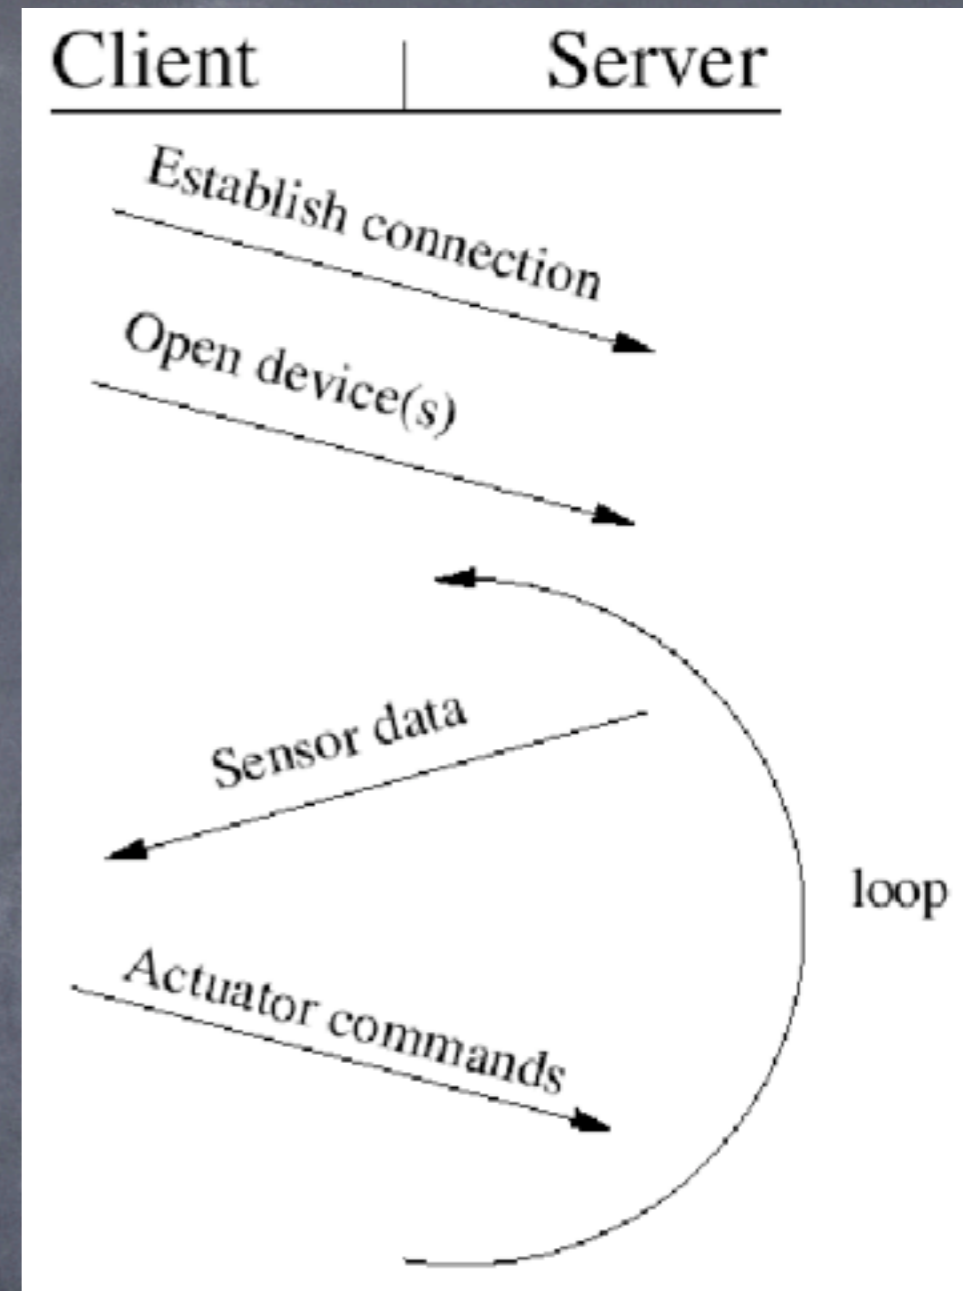 Client Server
Establish connection
Open device(s)
Sensor data
loop
Actuator commands